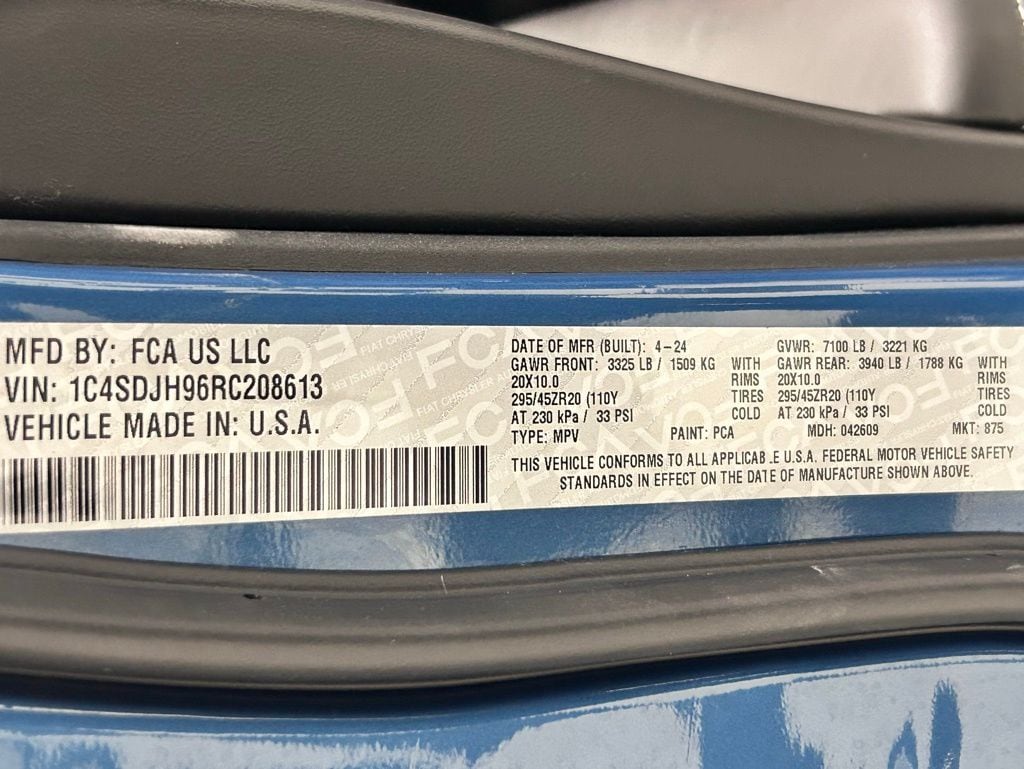 MFD BY: FCA US LLC
VIN: 1C4SDJH96RC208613
VEHICLE MADE IN: U.S.A.
DATE OF MFR (BUILT): 4-24 GVWR: 7100 LB / 3221 KG
GAWR FRONT: 3325 LB / 1509 KG WITH GAWR REAR: 3940 LB / 1788 KG WITH
20X10.0 RIMS 20X10.0 RIMS
295/45ZR20 (110Y TIRES 295/45ZR20 (110Y TIRES
AT 230 kPa / 33 PSI COLD AT 230 kPa / 33 PSI COLD
TYPE: MPV PAINT: PCA MDH: 042609 MKT: 875
THIS VEHICLE CONFORMS TO ALL APPLICAB .E U.S.A. FEDERAL MOTOR VEHICLE SAFETY
STANDARDS IN EFFECT ON THE DATE OF MANUFACTURE SHOWN ABOVE.